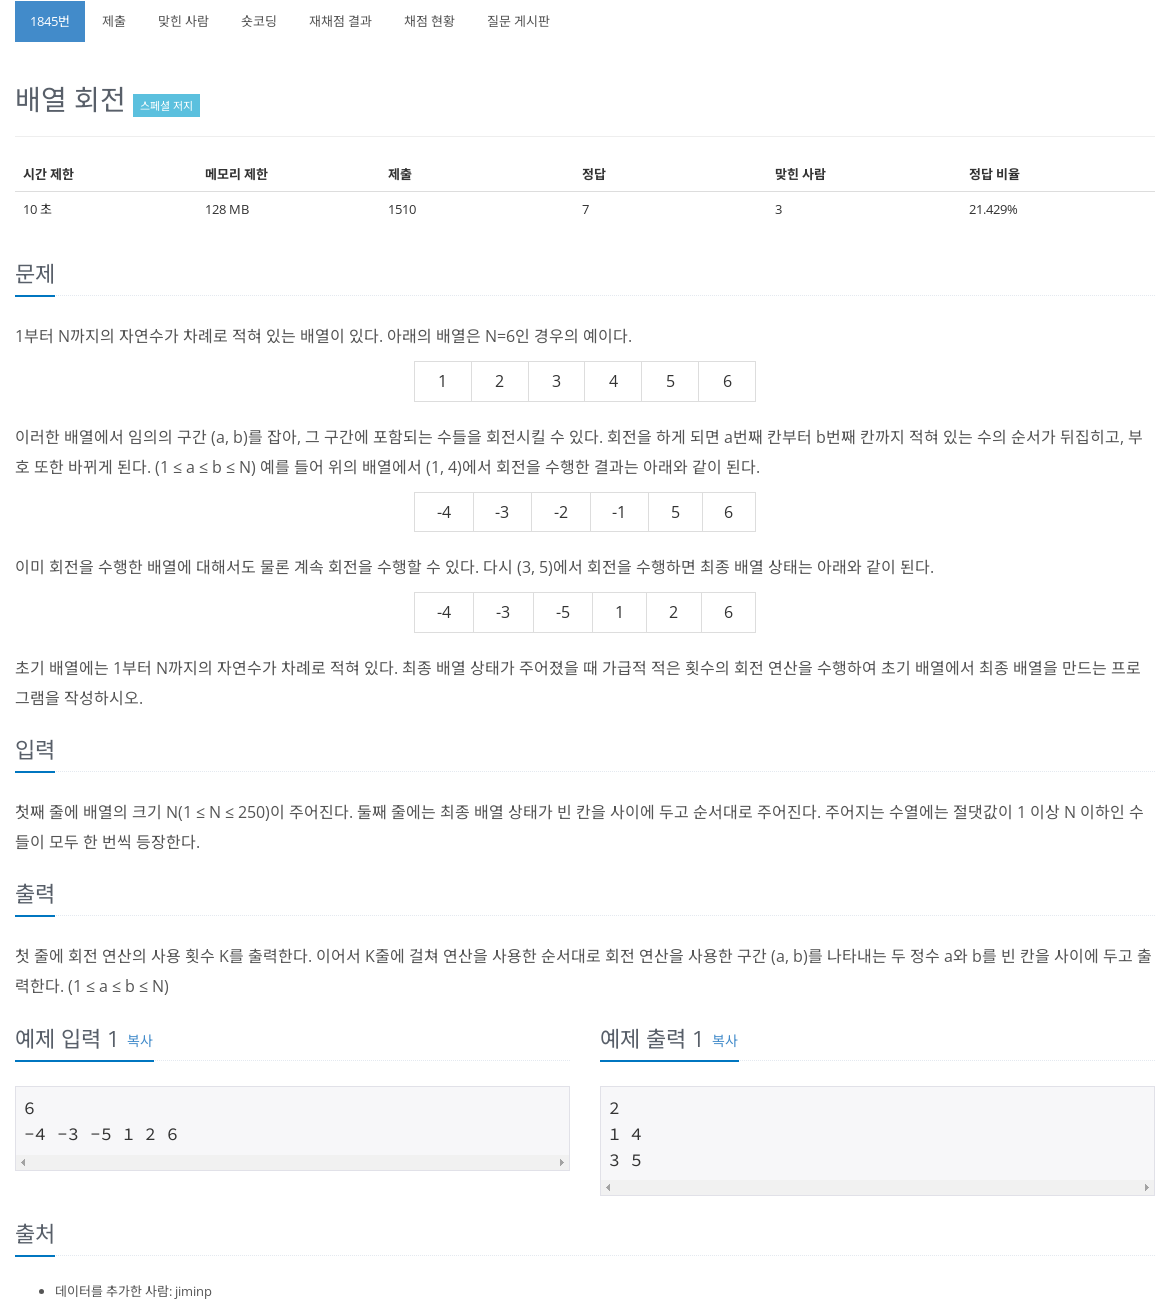 1845번 제출 맞힌 사람 숏코딩 재채점 결과 채점 현황 질문 게시판
배열 회전 스페셜 저지
시간 제한 메모리 제한 제출 정답 맞힌 사람 정답 비율
10 초 128 MB 1510 7 3 21.429%
문제
1부터 N까지의 자연수가 차례로 적혀 있는 배열이 있다. 아래의 배열은 N=6인 경우의 예이다.
1 2 3 4 5 6
이러한 배열에서 임의의 구간 (a, b)를 잡아, 그 구간에 포함되는 수들을 회전시킬 수 있다. 회전을 하게 되면 a번째 칸부터 b번째 칸까지 적혀 있는 수의 순서가 뒤집히고, 부
호 또한 바뀌게 된다. (1 ≤ a ≤ b ≤ N) 예를 들어 위의 배열에서 (1, 4)에서 회전을 수행한 결과는 아래와 같이 된다.
-4 -3 -2 -1 5 6
이미 회전을 수행한 배열에 대해서도 물론 계속 회전을 수행할 수 있다. 다시 (3, 5)에서 회전을 수행하면 최종 배열 상태는 아래와 같이 된다.
-4 -3 -5 1 2 6
초기 배열에는 1부터 N까지의 자연수가 차례로 적혀 있다. 최종 배열 상태가 주어졌을 때 가급적 적은 횟수의 회전 연산을 수행하여 초기 배열에서 최종 배열을 만드는 프로
그램을 작성하시오.
입력
첫째 줄에 배열의 크기 N(1 ≤ N ≤ 250)이 주어진다. 둘째 줄에는 최종 배열 상태가 빈 칸을 사이에 두고 순서대로 주어진다. 주어지는 수열에는 절댓값이 1 이상 N 이하인 수
들이 모두 한 번씩 등장한다.
출력
첫 줄에 회전 연산의 사용 횟수 K를 출력한다. 이어서 K줄에 걸쳐 연산을 사용한 순서대로 회전 연산을 사용한 구간 (a, b)를 나타내는 두 정수 a와 b를 빈 칸을 사이에 두고 출
력한다. (1 ≤ a ≤ b ≤ N)
예제 입력 1 복사
6
-4 -3 -5 1 2 6
예제 출력 1 복사
2
1 4
3 5
출처
데이터를 추가한 사람: jiminp